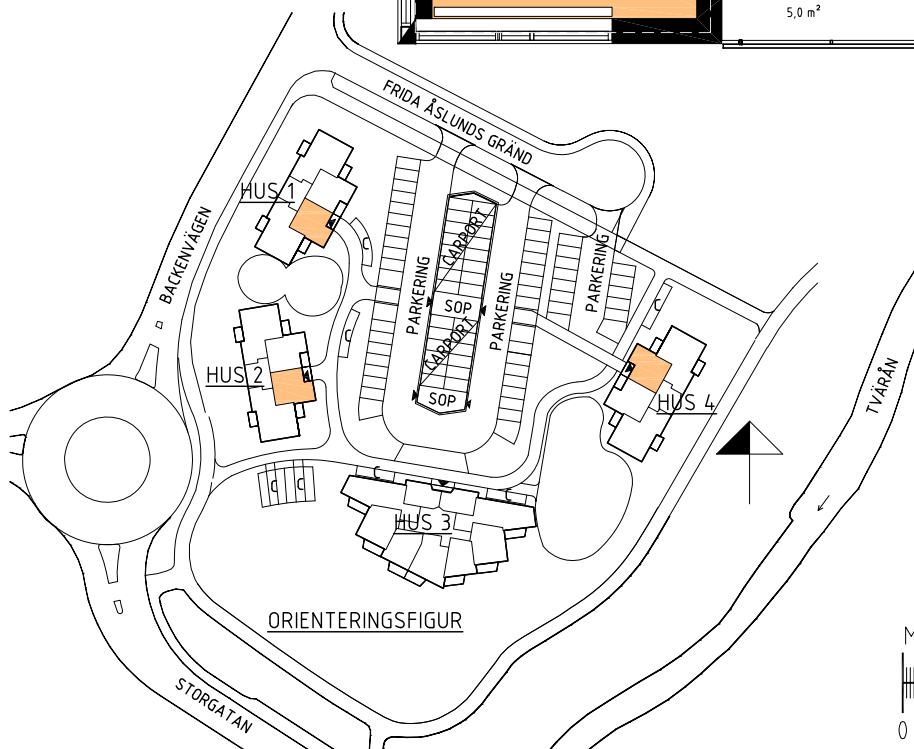 5,0 m²
FRIDA ÅSLUNDS GRÄND
HUS 1
BACKENVÄGEN
CARPORT
PARKERING
PARKERING
PARKERING
SOP
CARPORT
HUS 2
SOP
HUS 4
TVÄRÅN
HUS 3
ORIENTERINGSFIGUR
M
STORGATAN
0